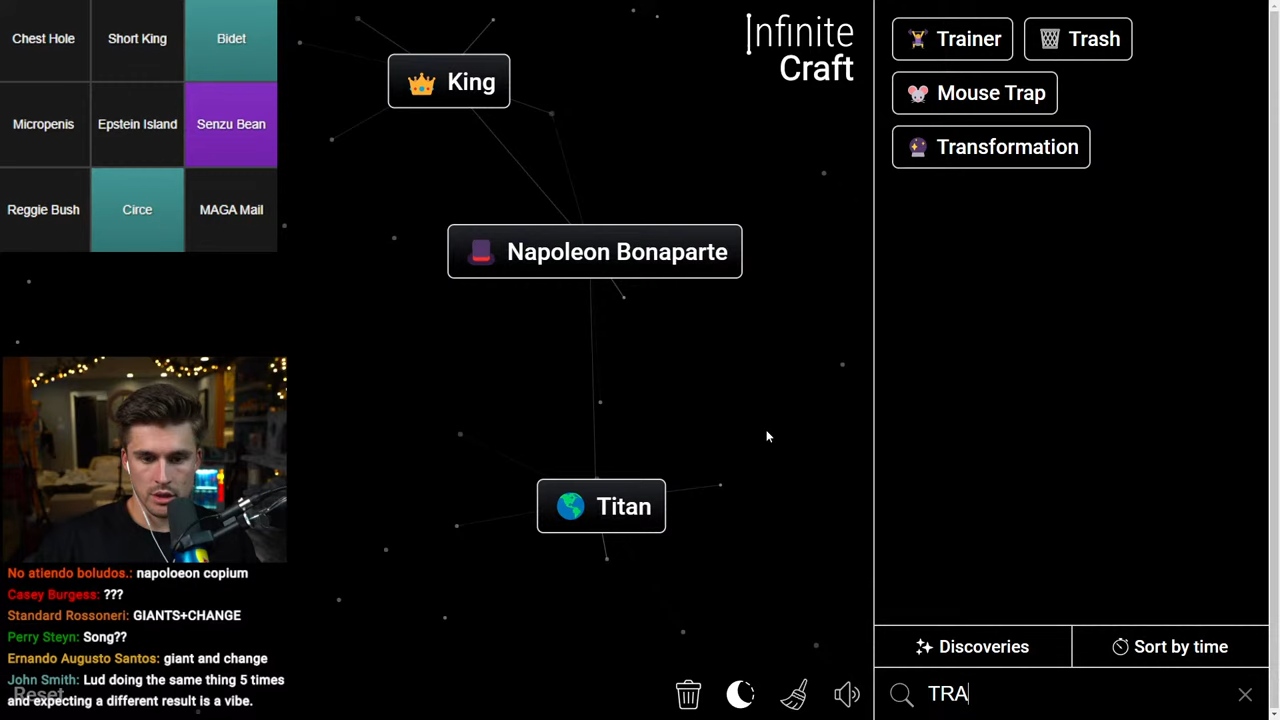 Chest Hole
Short King
Bidet
Micropenis
Epstein Island
Senzu Bean
Reggie Bush
Circe
MAGA Mail
King
Napoleon Bonaparte
Titan
Infinite
Craft
Trainer
Trash
Mouse Trap
Transformation
No atiendo boludos.: napoloeon copium
Casey Burgess: ???
Standard Rossoneri: GIANTS+CHANGE
Perry Steyn: Song??
Ernando Augusto Santos: giant and change
John Smith: Lud doing the same thing 5 times
and expecting a different result is a vibe.
Reset
Discoveries
Sort by time
TRA